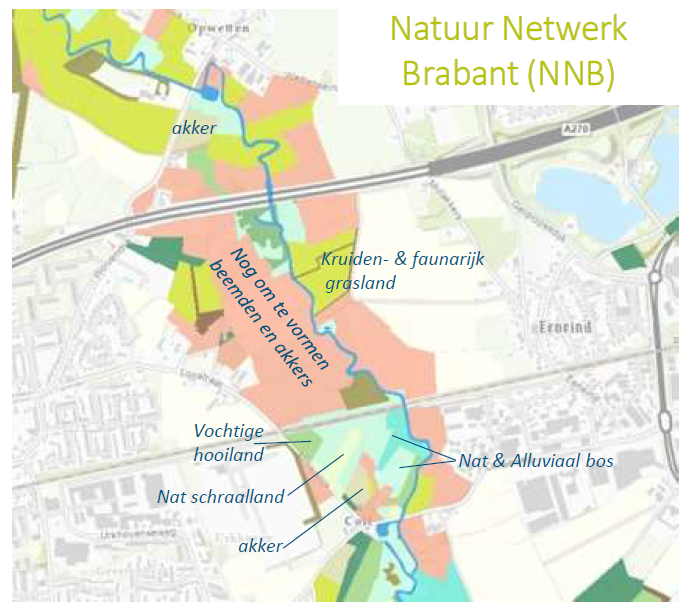 Natuur Netwerk
Brabant (NNB)
Opwetten
akker
A270
Kruiden- & faunarijk
grasland
Nog om te vormen
beemden en akkers
Vochtige
hooiland
Nat & Alluviaal bos
Nat schraalland
akker